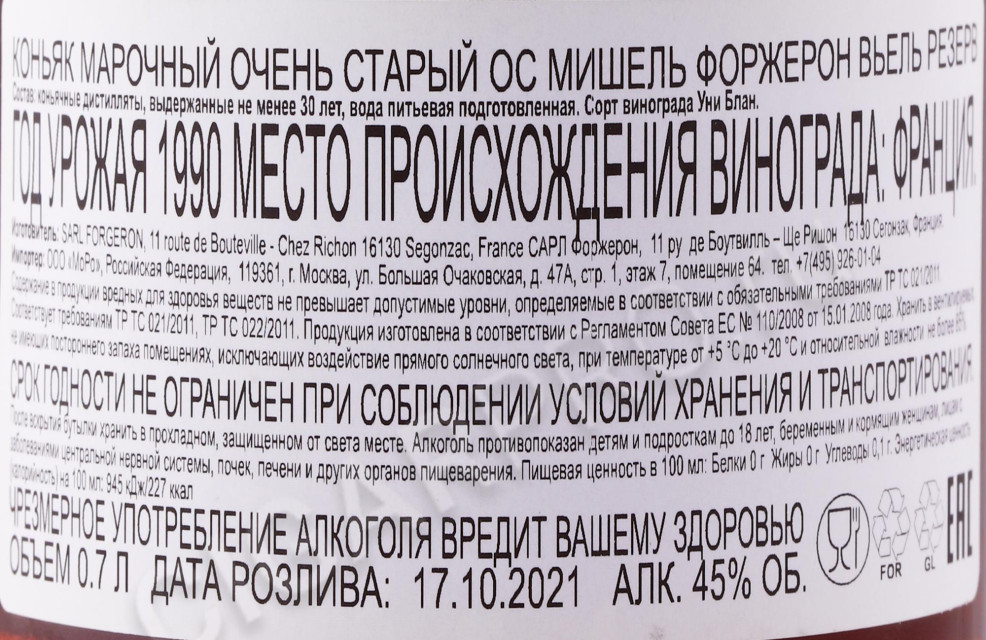 КОНЬЯК МАРОЧНЫЙ ОЧЕНЬ СТАРЫЙ ОС МИШЕЛЬ ФОРЖЕРОН ВЬЕЛЬ РЕЗЕРВ
Состав: коньячные дистилляты, выдержанные не менее 30 лет, вода питьевая подготовленная. Сорт винограда Уни Блан.
ГОД УРОЖАЯ 1990 МЕСТО ПРОИСХОЖДЕНИЯ ВИНОГРАДА: ФРАНЦИЯ.
Изготовитель: SARL FORGERON, 11 route de Bouteville - Chez Richon 16130 Segonzac, France САРЛ Форжерон, 11 ру де Боутвилль – Ще Ришон 16130 Сегонзак, Франция.
Импортер: ООО «МоРо», Российская Федерация, 119361, г. Москва, ул. Большая Очаковская, д. 47А, стр. 1, этаж 7, помещение 64. тел. +7(495) 926-01-04
Содержание в продукции вредных для здоровья веществ не превышает допустимые уровни, определяемые в соответствии с обязательными требованиями ТР ТС 021/2011.
Соответствует требованиям ТР ТС 021/2011, ТР ТС 022/2011. Продукция изготовлена в соответствии с Регламентом Совета ЕС № 110/2008 от 15.01.2008 года. Хранить в вентилируемых,
не имеющих постороннего запаха помещениях, исключающих воздействие прямого солнечного света, при температуре от +5 °С до +20 °С и относительной влажности не более 85%.
СРОК ГОДНОСТИ НЕ ОГРАНИЧЕН ПРИ СОБЛЮДЕНИИ УСЛОВИЙ ХРАНЕНИЯ И ТРАНСПОРТИРОВАНИЯ.
После вскрытия бутылки хранить в прохладном, защищенном от света месте. Алкоголь противопоказан детям и подросткам до 18 лет, беременным и кормящим женщинам, лицам с
заболеваниями центральной нервной системы, почек, печени и других органов пищеварения. Пищевая ценность в 100 мл: Белки 0 г Жиры 0 г Углеводы 0,1 г. Энергетическая ценность
(калорийность) на 100 мл: 945 кДж/227 ккал
ЧРЕЗМЕРНОЕ УПОТРЕБЛЕНИЕ АЛКОГОЛЯ ВРЕДИТ ВАШЕМУ ЗДОРОВЬЮ
ОБЪЕМ 0.7 Л ДАТА РОЗЛИВА: 17.10.2021 АЛК. 45% ОБ.
FOR GL EAC